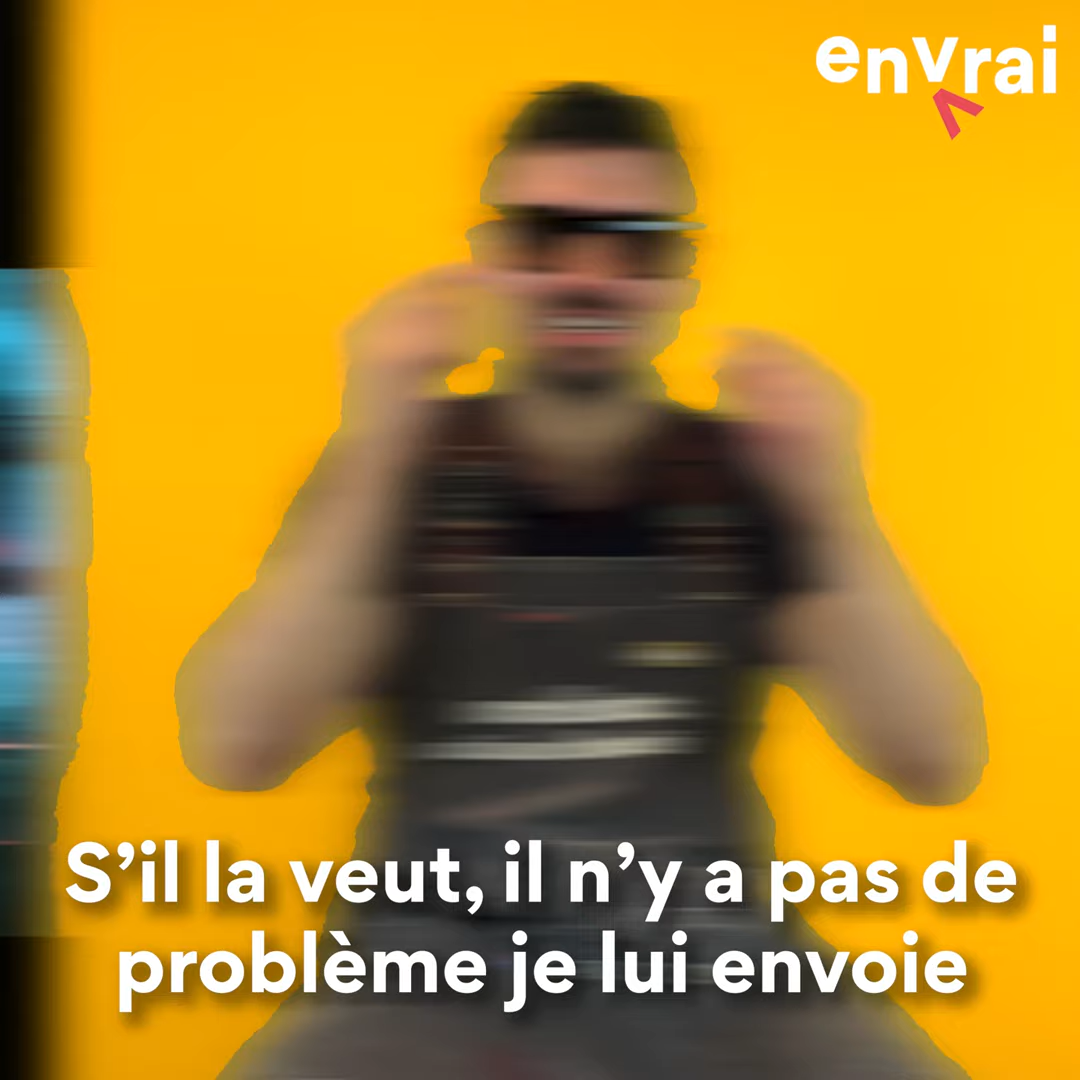 envrai
S’il la veut, il n’y a pas de
problème je lui envoie